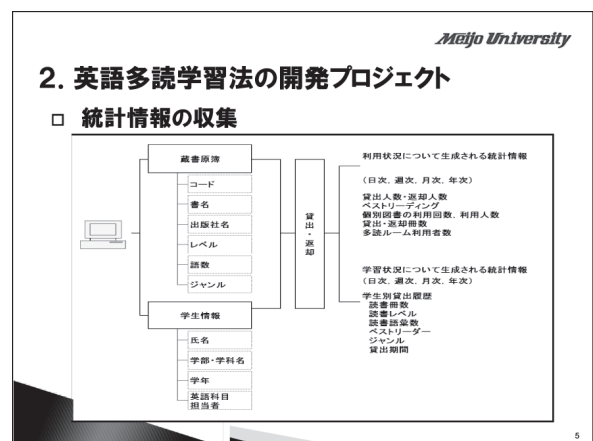 Meijo University
2. 英語多読学習法の開発プロジェクト
□ 統計情報の収集
蔵書原簿
コード
書名
出版社名
レベル
語数
ジャンル
学生情報
氏名
学部・学科名
学年
英語科目
担当者
貸出・返却
利用状況について生成される統計情報
(日次, 週次, 月次, 年次)
貸出人数・返却人数
ベストリーディング
個別図書の利用回数, 利用人数
貸出・返却冊数
多読ルーム利用者数
学習状況について生成される統計情報
(日次, 週次, 月次, 年次)
学生別貸出履歴
読書冊数
読書レベル
読書語彙数
ベストリーダー
ジャンル
貸出期間
5